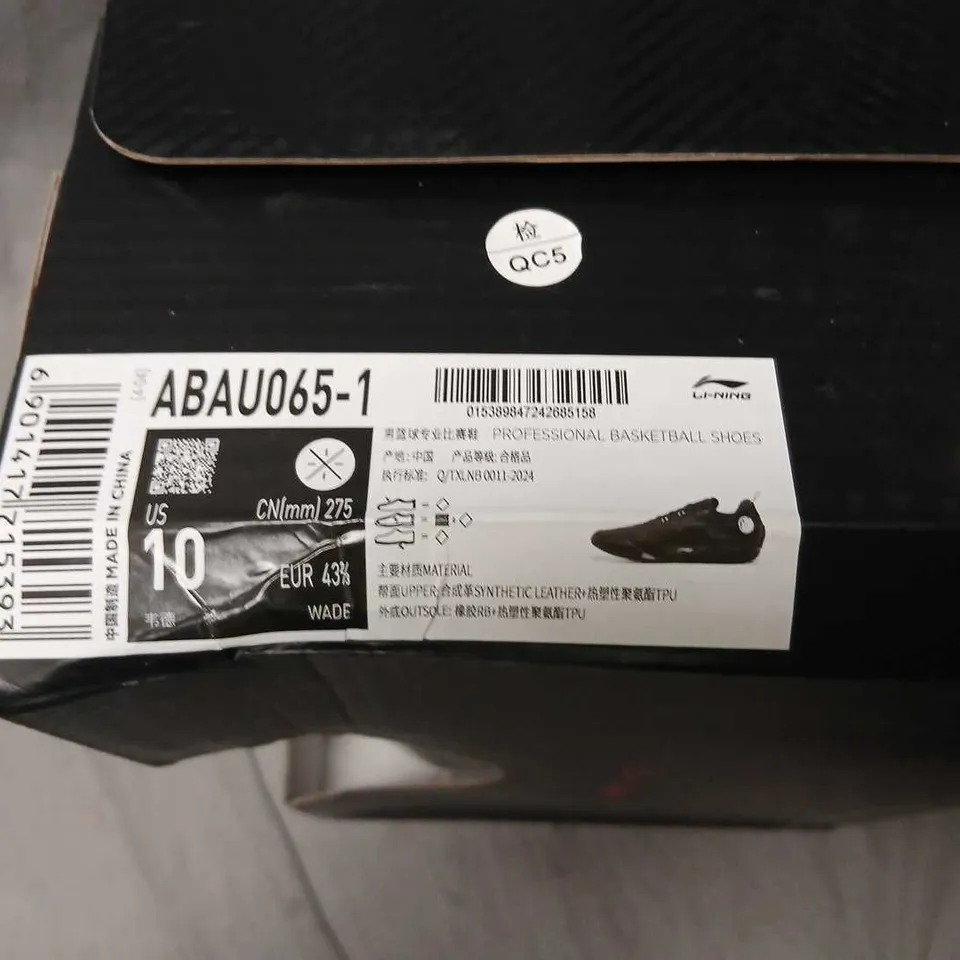 检
QC5
ABAU065-1
015389847242685158
LI-NING
男篮球专业比赛鞋 PROFESSIONAL BASKETBALL SHOES
产地: 中国 产品等级: 合格品
执行标准: Q/TXLNB 0011-2024
US
10
CN(mm) 275
EUR 43⅔
WADE
韦德
主要材质MATERIAL
帮面UPPER: 合成革SYNTHETIC LEATHER+热塑性聚氨酯TPU
外底OUTSOLE: 橡胶RB+热塑性聚氨酯TPU
中国制造 MADE IN CHINA